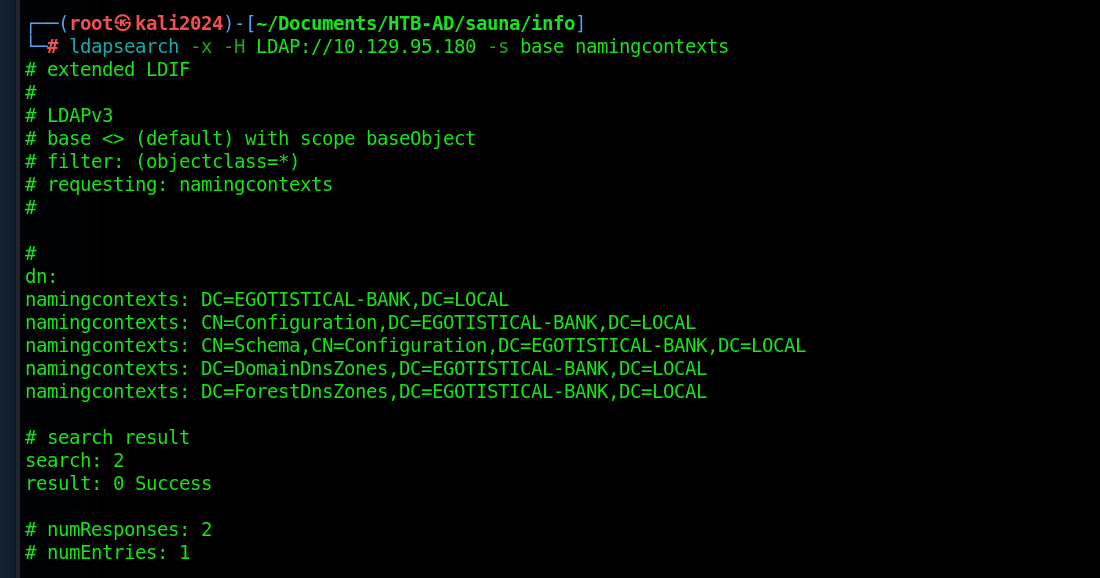 ┌──(root㉿kali2024)-[~/Documents/HTB-AD/sauna/info]
└─# ldapsearch -x -H LDAP://10.129.95.180 -s base namingcontexts
# extended LDIF
#
# LDAPv3
# base <> (default) with scope baseObject
# filter: (objectclass=*)
# requesting: namingcontexts
#

#
dn:
namingcontexts: DC=EGOTISTICAL-BANK,DC=LOCAL
namingcontexts: CN=Configuration,DC=EGOTISTICAL-BANK,DC=LOCAL
namingcontexts: CN=Schema,CN=Configuration,DC=EGOTISTICAL-BANK,DC=LOCAL
namingcontexts: DC=DomainDnsZones,DC=EGOTISTICAL-BANK,DC=LOCAL
namingcontexts: DC=ForestDnsZones,DC=EGOTISTICAL-BANK,DC=LOCAL

# search result
search: 2
result: 0 Success

# numResponses: 2
# numEntries: 1